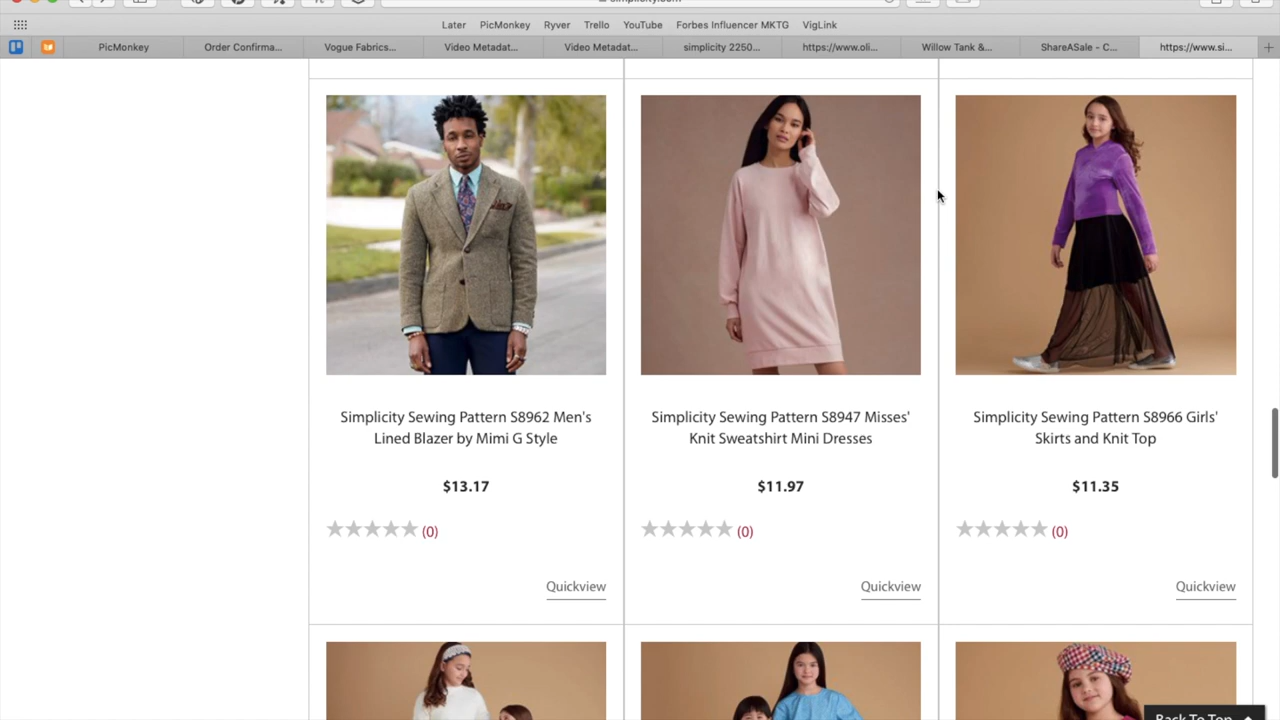 Later PicMonkey Ryver Trello YouTube Forbes Influencer MKTG VigLink
PicMonkey Order Confirma... Vogue Fabrics... Video Metadat... Video Metadat... simplicity 2250... https://www.oli... Willow Tank &... ShareASale - C... https://www.si...
Simplicity Sewing Pattern S8962 Men's
Lined Blazer by Mimi G Style
$13.17
(0)
Quickview
Simplicity Sewing Pattern S8947 Misses'
Knit Sweatshirt Mini Dresses
$11.97
(0)
Quickview
Simplicity Sewing Pattern S8966 Girls'
Skirts and Knit Top
$11.35
(0)
Quickview
Back To Top